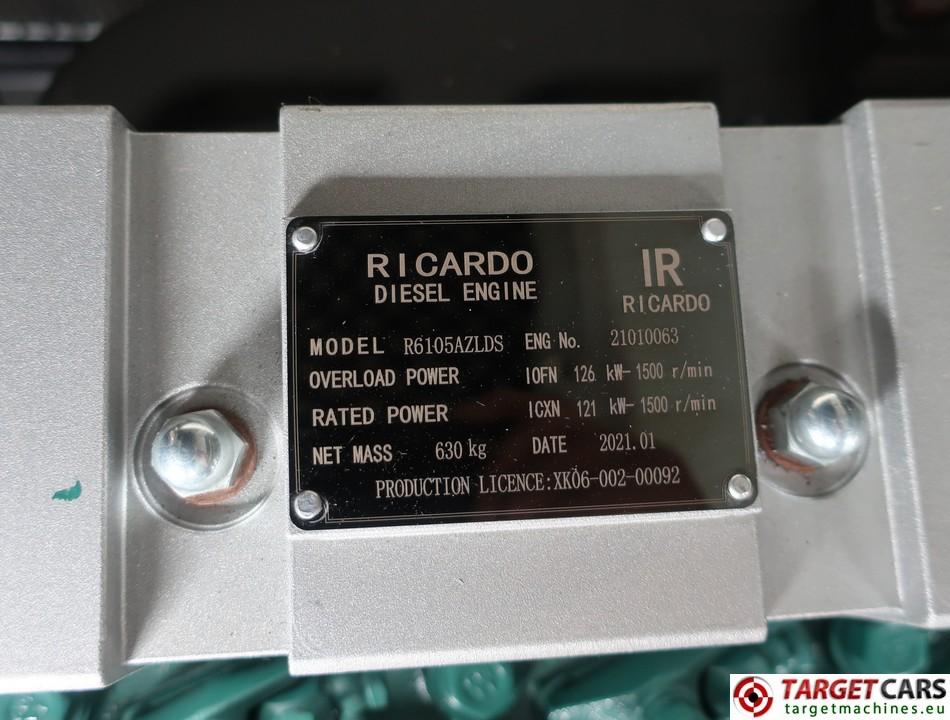 RICARDO
DIESEL ENGINE
IR
RICARDO
MODEL R6105AZLDS ENG No. 21010063
OVERLOAD POWER IOFN 126 kW-1500 r/min
RATED POWER ICXN 121 kW-1500 r/min
NET MASS 630 kg DATE 2021.01
PRODUCTION LICENCE:XK06-002-00092
TARGETCARS
targetmachines.eu